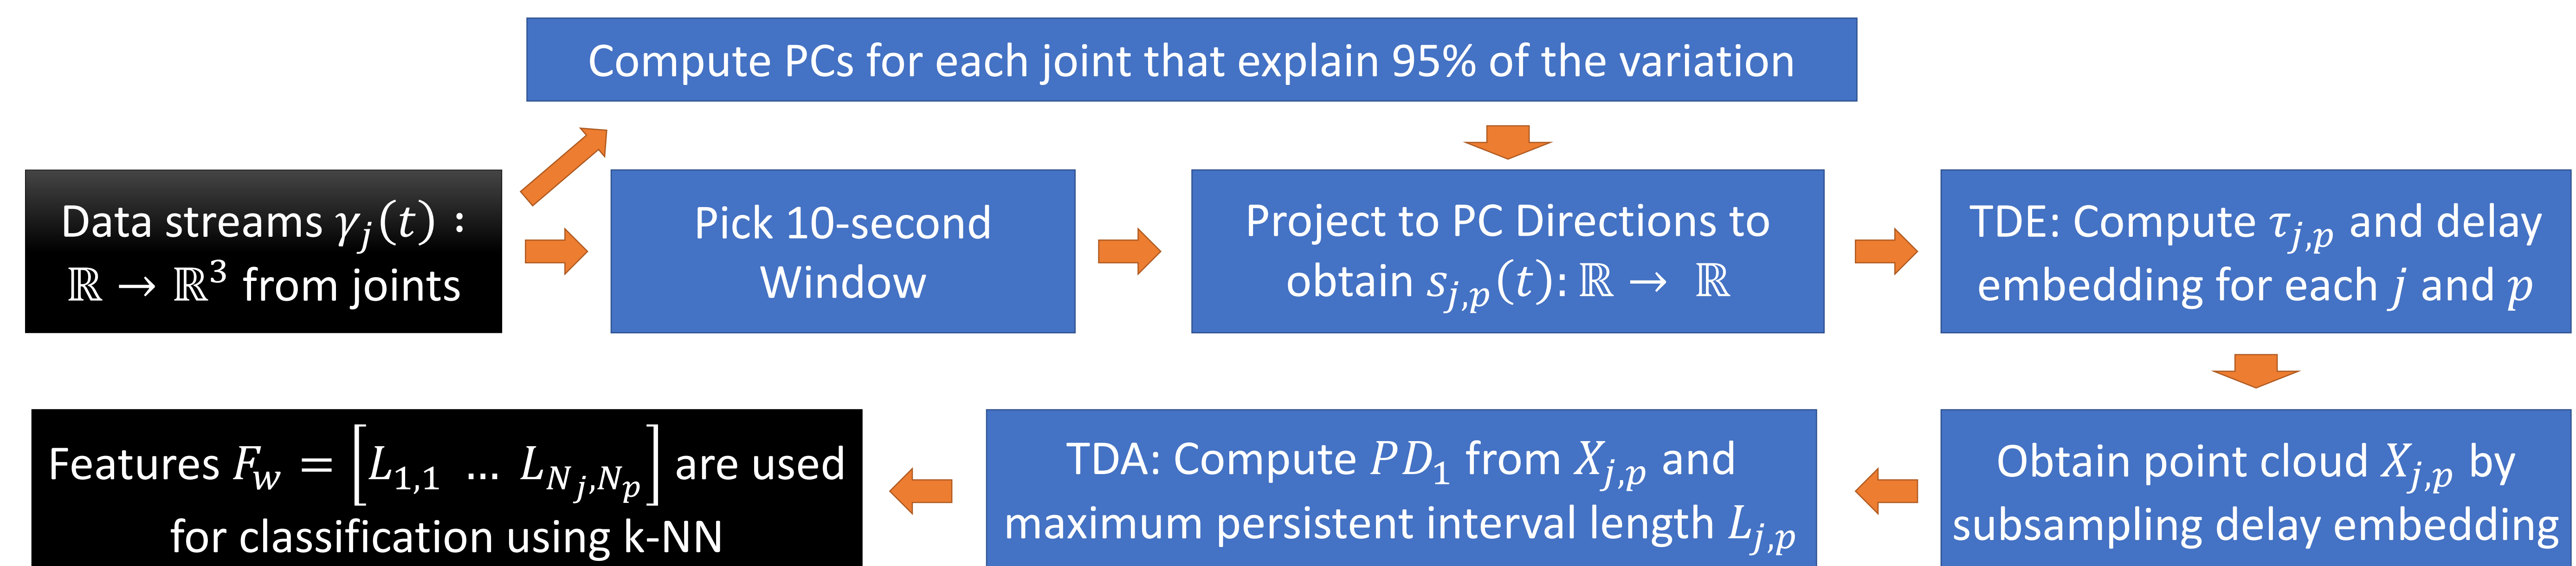 Compute PCs for each joint that explain 95% of the variation
Data streams γⱼ(t) :
ℝ → ℝ³ from joints
Pick 10-second
Window
Project to PC Directions to
obtain s_{j,p}(t): ℝ → ℝ
TDE: Compute τ_{j,p} and delay
embedding for each j and p
Obtain point cloud X_{j,p} by
subsampling delay embedding
TDA: Compute PD₁ from X_{j,p} and
maximum persistent interval length L_{j,p}
Features F_w = [L_{1,1} … L_{N_j,N_p}] are used
for classification using k-NN